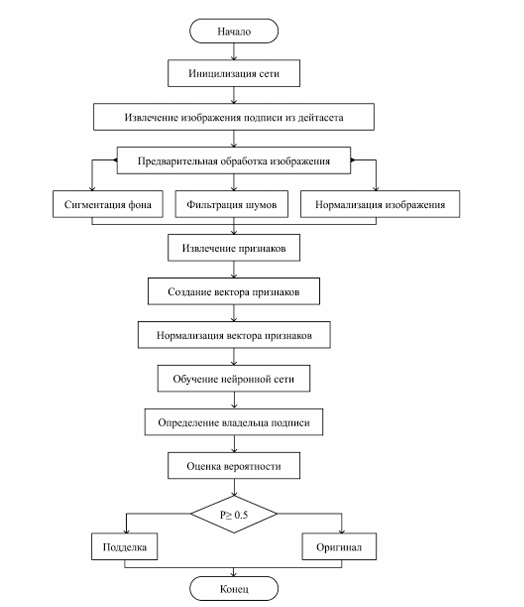 Начало
Иницилизация сети
Извлечение изображения подписи из дейтасета
Предварительная обработка изображения
Сигментация фона
Фильтрация шумов
Нормализация изображения
Извлечение признаков
Создание вектора признаков
Нормализация вектора признаков
Обучение нейронной сети
Определение владельца подписи
Оценка вероятности
P≥ 0.5
Подделка
Оригинал
Конец